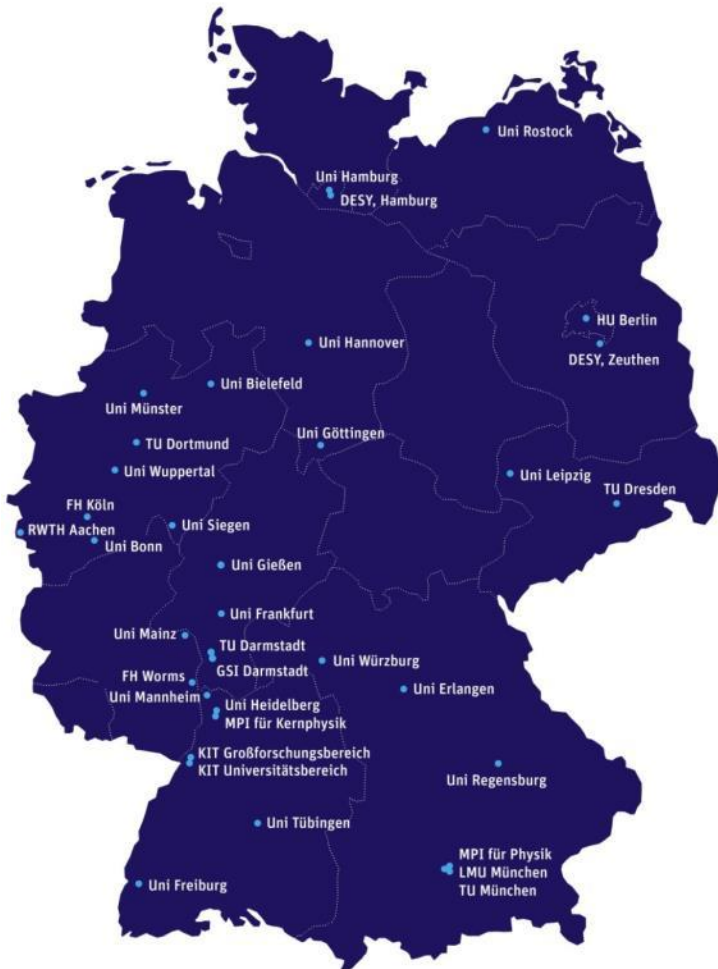 Uni Rostock
Uni Hamburg
DESY, Hamburg
HU Berlin
Uni Hannover
DESY, Zeuthen
Uni Bielefeld
Uni Münster
Uni Göttingen
TU Dortmund
Uni Wuppertal
Uni Leipzig
TU Dresden
FH Köln
Uni Siegen
RWTH Aachen
Uni Bonn
Uni Gießen
Uni Frankfurt
Uni Mainz
TU Darmstadt
GSI Darmstadt
Uni Würzburg
FH Worms
Uni Erlangen
Uni Mannheim
Uni Heidelberg
MPI für Kernphysik
KIT Großforschungsbereich
KIT Universitätsbereich
Uni Regensburg
Uni Tübingen
MPI für Physik
LMU München
TU München
Uni Freiburg